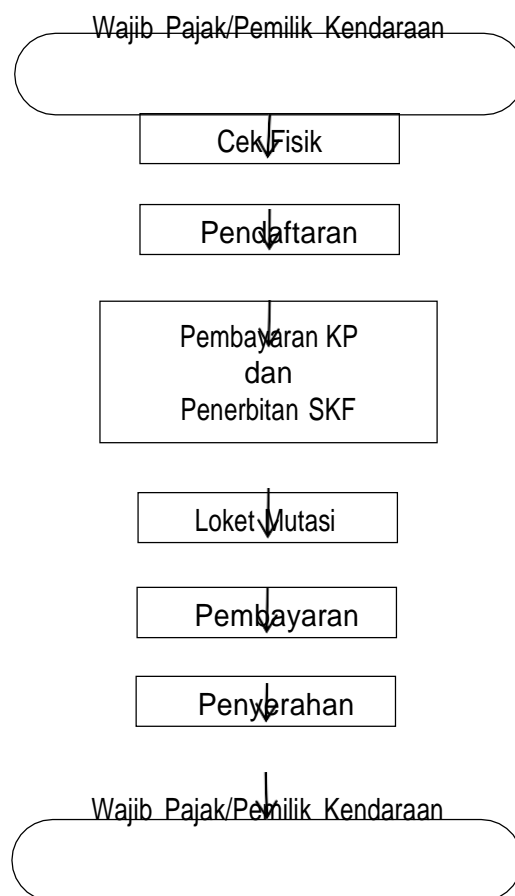 Wajib Pajak/Pemilik Kendaraan
Cek Fisik
Pendaftaran
Pembayaran KP
dan
Penerbitan SKF
Loket Mutasi
Pembayaran
Penyerahan
Wajib Pajak/Pemilik Kendaraan